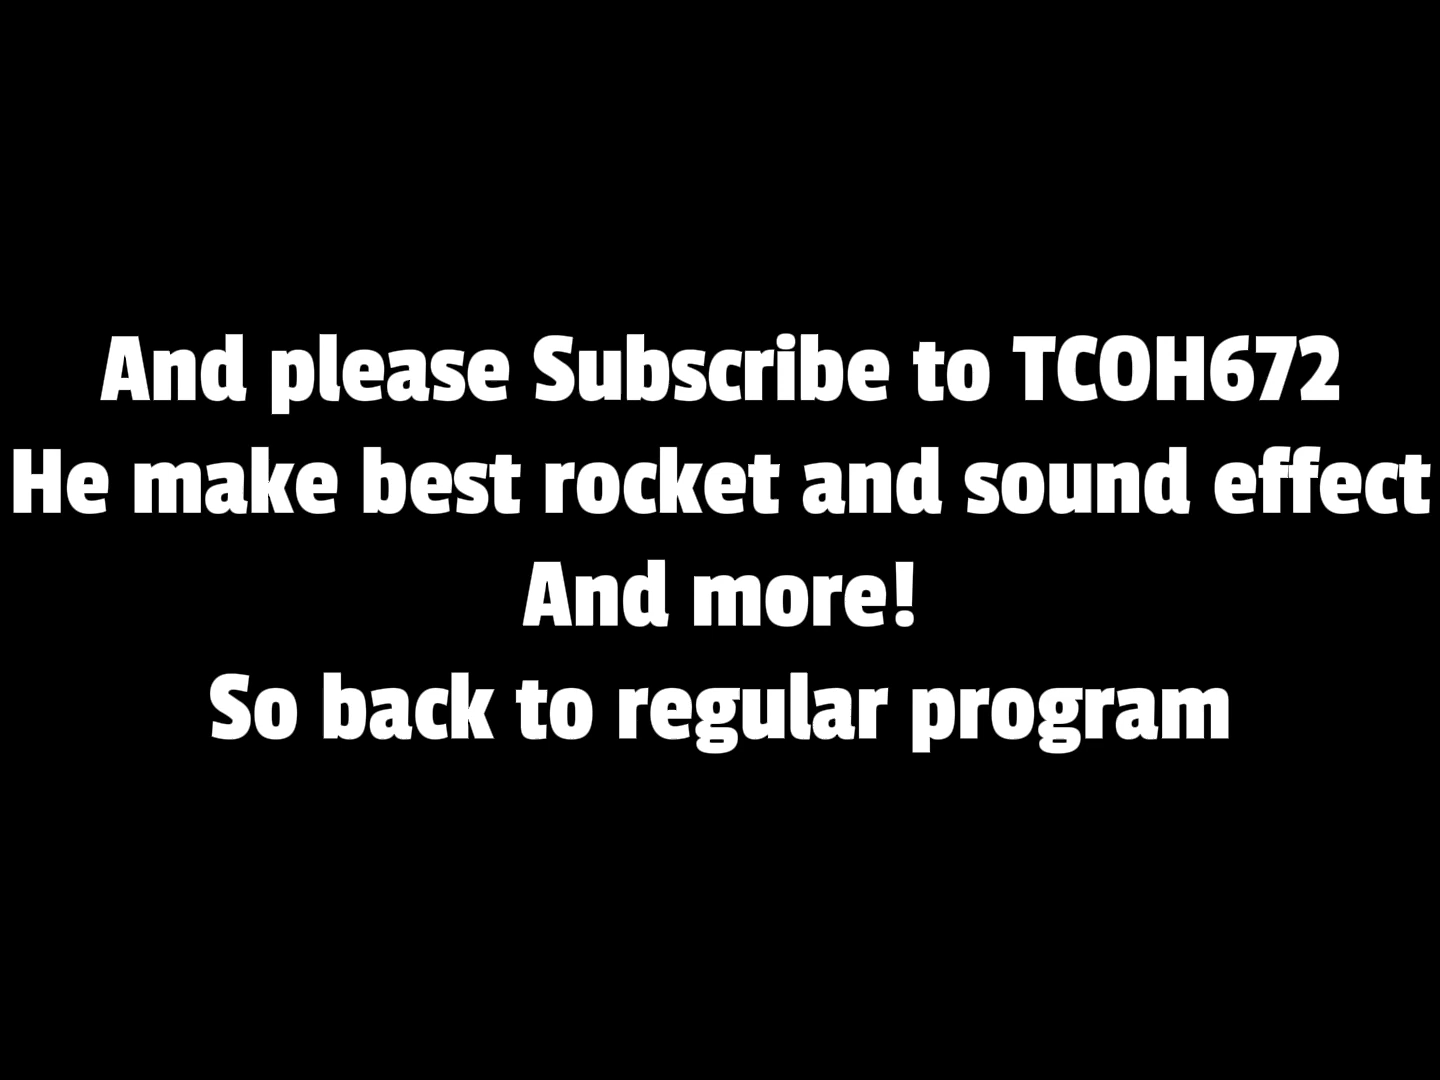 And please Subscribe to TCOH672
He make best rocket and sound effect
And more!
So back to regular program